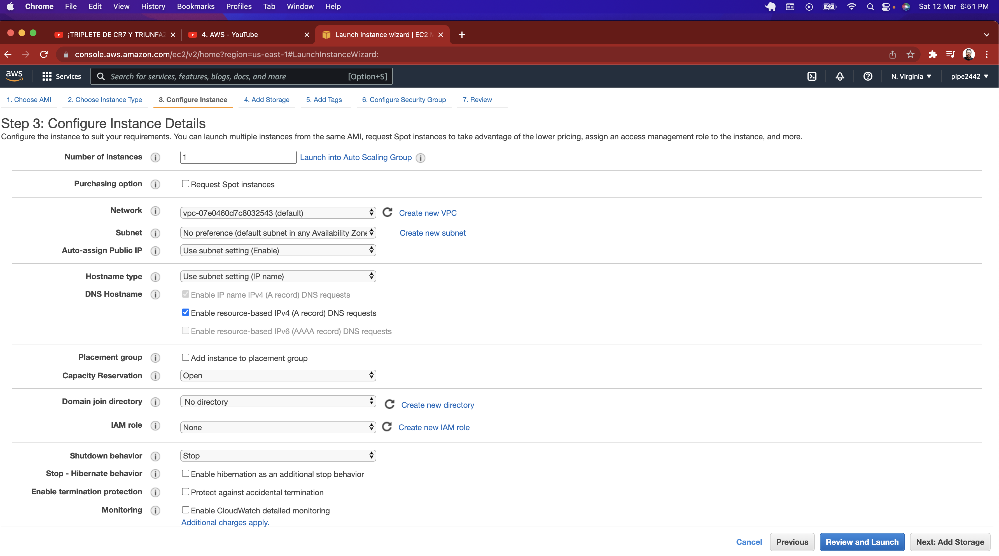 Chrome File Edit View History Bookmarks Profiles Tab Window Help Sat 12 Mar 6:51 PM
¡TRIPLETE DE CR7 Y TRIUNFAZ 4. AWS - YouTube Launch instance wizard | EC2 M
console.aws.amazon.com/ec2/v2/home?region=us-east-1#LaunchInstanceWizard:
aws Services Search for services, features, blogs, docs, and more [Option+S] N. Virginia pipe2442
1. Choose AMI 2. Choose Instance Type 3. Configure Instance 4. Add Storage 5. Add Tags 6. Configure Security Group 7. Review
Step 3: Configure Instance Details
Configure the instance to suit your requirements. You can launch multiple instances from the same AMI, request Spot instances to take advantage of the lower pricing, assign an access management role to the instance, and more.
Number of instances 1 Launch into Auto Scaling Group
Purchasing option Request Spot instances
Network vpc-07e0460d7c8032543 (default) Create new VPC
Subnet No preference (default subnet in any Availability Zone Create new subnet
Auto-assign Public IP Use subnet setting (Enable)
Hostname type Use subnet setting (IP name)
DNS Hostname Enable IP name IPv4 (A record) DNS requests
Enable resource-based IPv4 (A record) DNS requests
Enable resource-based IPv6 (AAAA record) DNS requests
Placement group Add instance to placement group
Capacity Reservation Open
Domain join directory No directory Create new directory
IAM role None Create new IAM role
Shutdown behavior Stop
Stop - Hibernate behavior Enable hibernation as an additional stop behavior
Enable termination protection Protect against accidental termination
Monitoring Enable CloudWatch detailed monitoring
Additional charges apply.
Cancel Previous Review and Launch Next: Add Storage